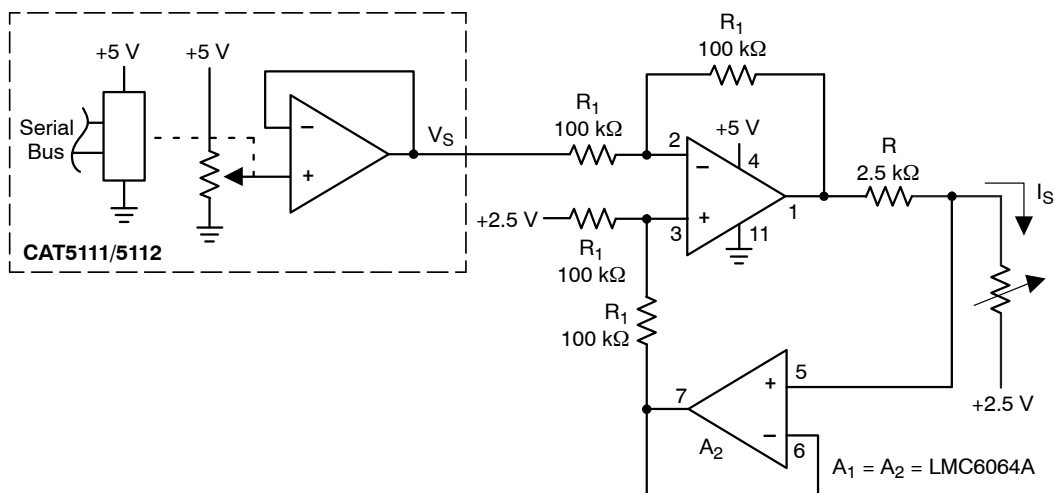 +5 V
+5 V
Serial
Bus
VS
−
+
CAT5111/5112
R1
100 kΩ
R1
100 kΩ
+5 V
2
−
4
+2.5 V
+
3
11
1
R1
100 kΩ
R
2.5 kΩ
IS
R1
100 kΩ
+
5
7
−
6
A2
+2.5 V
A1 = A2 = LMC6064A